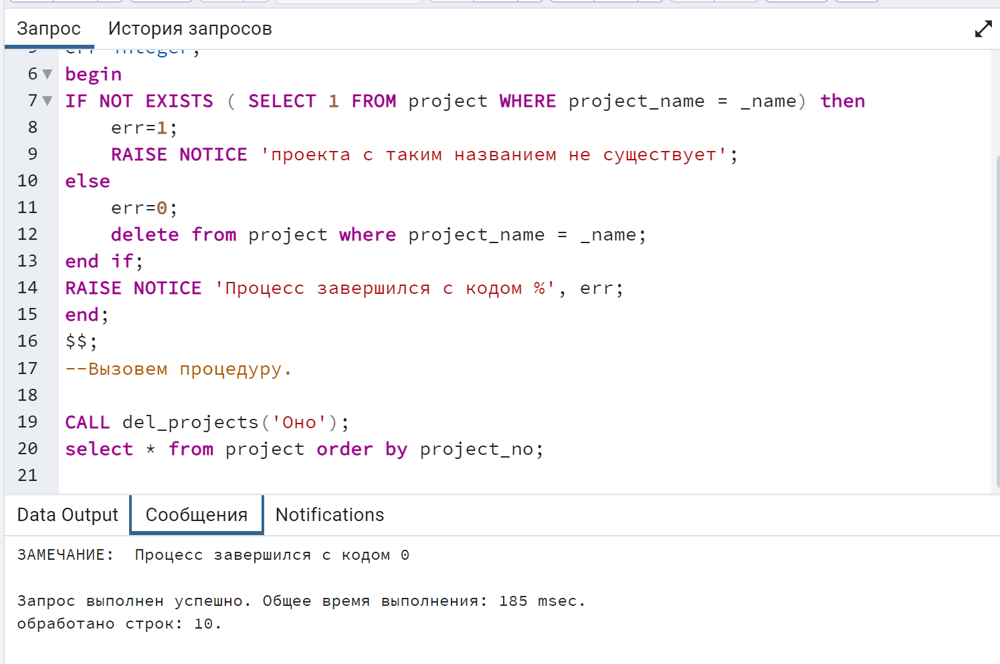 Запрос История запросов
err integer;
6 begin
7 IF NOT EXISTS ( SELECT 1 FROM project WHERE project_name = _name) then
8 err=1;
9 RAISE NOTICE 'проекта с таким названием не существует';
10 else
11 err=0;
12 delete from project where project_name = _name;
13 end if;
14 RAISE NOTICE 'Процесс завершился с кодом %', err;
15 end;
16 $$;
17 --Вызовем процедуру.
18
19 CALL del_projects('Оно');
20 select * from project order by project_no;
21
Data Output Сообщения Notifications
ЗАМЕЧАНИЕ: Процесс завершился с кодом 0
Запрос выполнен успешно. Общее время выполнения: 185 msec.
обработано строк: 10.